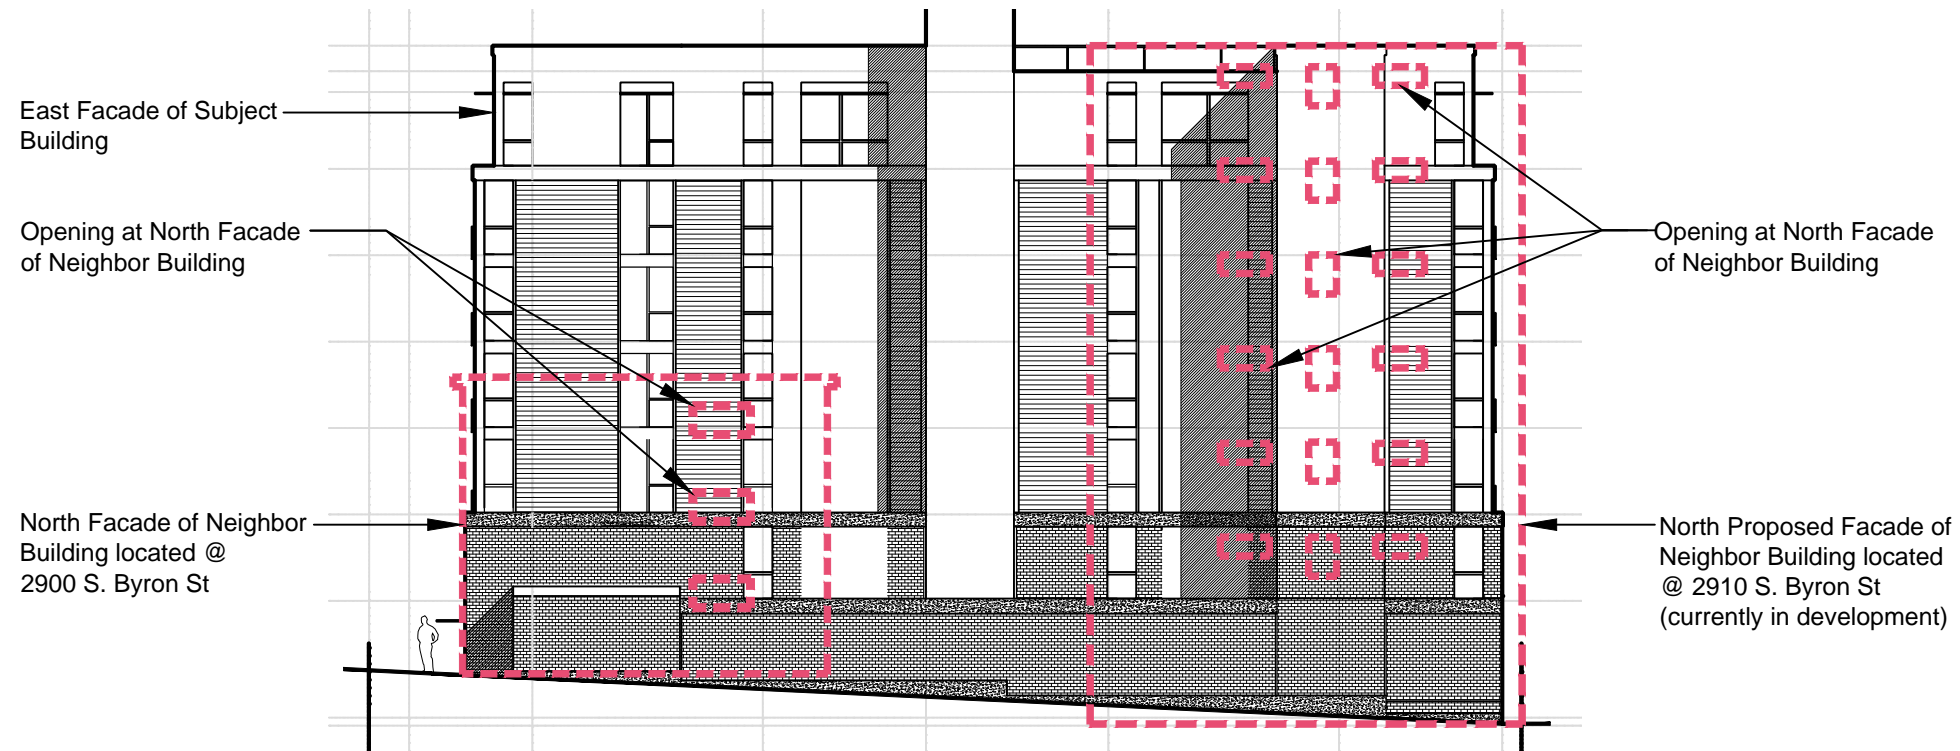 East Facade of Subject
Building
Opening at North Facade
of Neighbor Building
North Facade of Neighbor
Building located @
2900 S. Byron St
Opening at North Facade
of Neighbor Building
North Proposed Facade of
Neighbor Building located
@ 2910 S. Byron St
(currently in development)